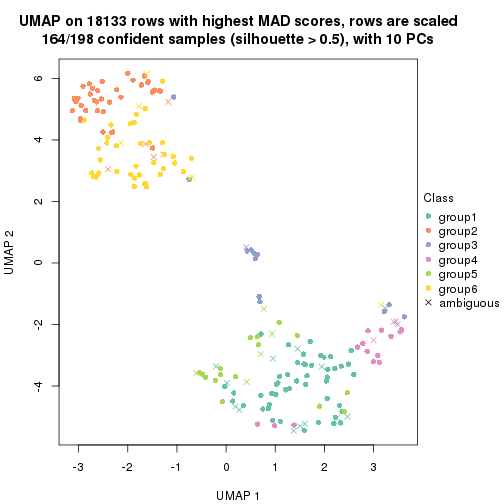 UMAP on 18133 rows with highest MAD scores, rows are scaled
164/198 confident samples (silhouette > 0.5), with 10 PCs
6
4
2
0
-2
-4
UMAP 2
-3
-2
-1
0
1
2
3
UMAP 1
Class
group1
group2
group3
group4
group5
group6
ambiguous